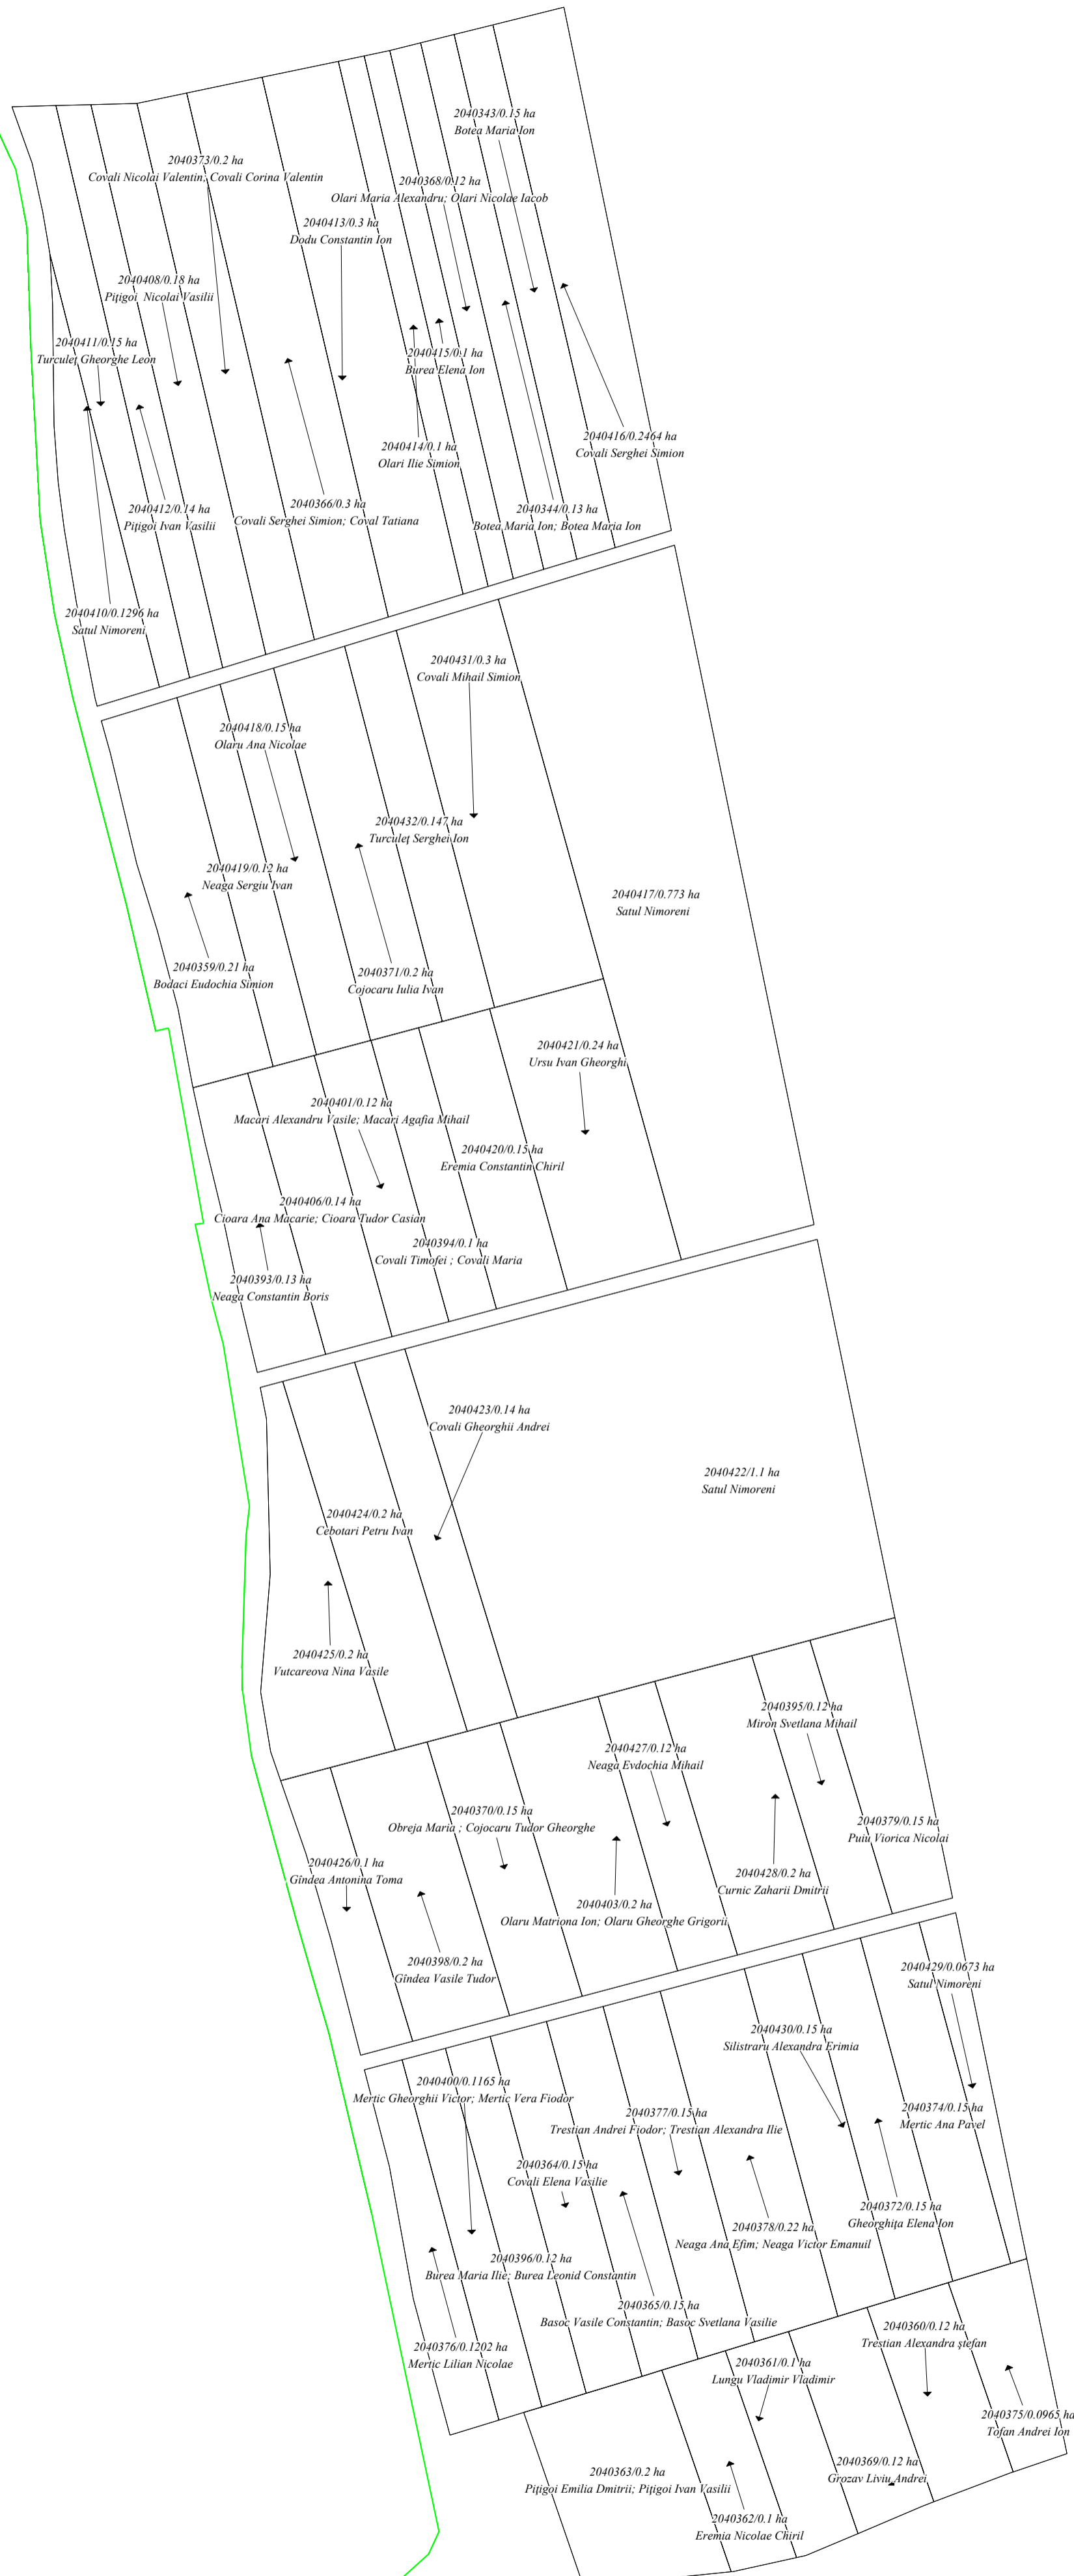 2040343/0.15 ha
Botea Maria Ion
2040373/0.2 ha
Covali Nicolai Valentin; Covali Corina Valentin
2040368/0.12 ha
Olari Maria Alexandru; Olari Nicolae Iacob
2040413/0.3 ha
Dodu Constantin Ion
2040408/0.18 ha
Pițigoi  Nicolai Vasilii
2040411/0.15 ha
Turculeț Gheorghe Leon
2040415/0.1 ha
Burea Elena Ion
2040414/0.1 ha
Olari Ilie Simion
2040416/0.2464 ha
Covali Serghei Simion
2040412/0.14 ha
Pițigoi Ivan Vasilii
2040366/0.3 ha
Covali Serghei Simion; Coval Tatiana
2040344/0.13 ha
Botea Maria Ion; Botea Maria Ion
2040410/0.1296 ha
Satul Nimoreni
2040431/0.3 ha
Covali Mihail Simion
2040418/0.15 ha
Olaru Ana Nicolae
2040432/0.147 ha
Turculeț Serghei Ion
2040419/0.12 ha
Neaga Sergiu Ivan
2040417/0.773 ha
Satul Nimoreni
2040359/0.21 ha
Bodaci Eudochia Simion
2040371/0.2 ha
Cojocaru Iulia Ivan
2040421/0.24 ha
Ursu Ivan Gheorghi
2040401/0.12 ha
Macari Alexandru Vasile; Macari Agafia Mihail
2040420/0.15 ha
Eremia Constantin Chiril
2040406/0.14 ha
Cioara Ana Macarie; Cioara Tudor Casian
2040394/0.1 ha
Covali Timofei ; Covali Maria
2040393/0.13 ha
Neaga Constantin Boris
2040423/0.14 ha
Covali Gheorghii Andrei
2040422/1.1 ha
Satul Nimoreni
2040424/0.2 ha
Cebotari Petru Ivan
2040425/0.2 ha
Vutcareova Nina Vasile
2040395/0.12 ha
Miron Svetlana Mihail
2040427/0.12 ha
Neaga Evdochia Mihail
2040370/0.15 ha
Obreja Maria ; Cojocaru Tudor Gheorghe
2040379/0.15 ha
Puiu Viorica Nicolai
2040426/0.1 ha
Gîndea Antonina Toma
2040428/0.2 ha
Curnic Zaharii Dmitrii
2040403/0.2 ha
Olaru Matriona Ion; Olaru Gheorghe Grigorii
2040398/0.2 ha
Gîndea Vasile Tudor
2040429/0.0673 ha
Satul Nimoreni
2040430/0.15 ha
Silistraru Alexandra Erimia
2040400/0.1165 ha
Mertic Gheorghii Victor; Mertic Vera Fiodor
2040374/0.15 ha
Mertic Ana Pavel
2040377/0.15 ha
Trestian Andrei Fiodor; Trestian Alexandra Ilie
2040364/0.15 ha
Covali Elena Vasilie
2040372/0.15 ha
Gheorghița Elena Ion
2040378/0.22 ha
Neaga Ana Efim; Neaga Victor Emanuil
2040396/0.12 ha
Burea Maria Ilie; Burea Leonid Constantin
2040365/0.15 ha
Basoc Vasile Constantin; Basoc Svetlana Vasilie
2040376/0.1202 ha
Mertic Lilian Nicolae
2040360/0.12 ha
Trestian Alexandra ștefan
2040361/0.1 ha
Lungu Vladimir Vladimir
2040375/0.0965 ha
Tofan Andrei Ion
2040369/0.12 ha
Grozav Liviu Andrei
2040363/0.2 ha
Pițigoi Emilia Dmitrii; Pițigoi Ivan Vasilii
2040362/0.1 ha
Eremia Nicolae Chiril